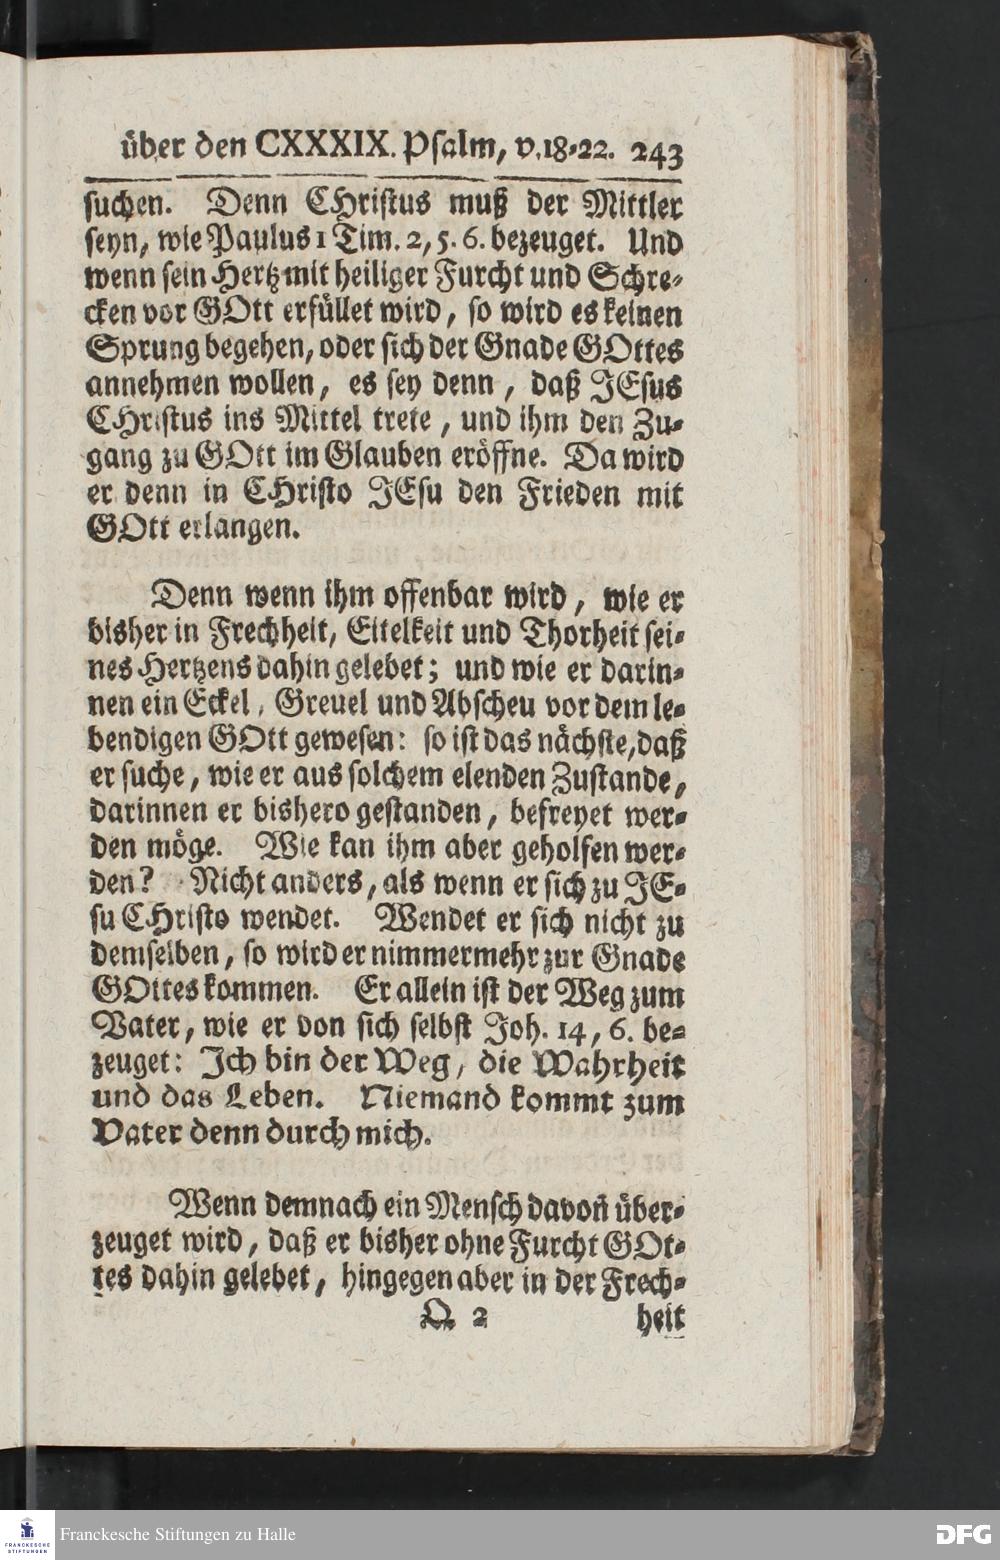 über den CXXXIX. Psalm, v. 18-22. 243
suchen. Denn CHristus muß der Mittler
seyn, wie Paulus 1 Tim. 2, 5. 6. bezeuget. Und
wenn sein Hertz mit heiliger Furcht und Schre-
cken vor GOtt erfüllet wird, so wird es keinen
Sprung begehen, oder sich der Gnade GOttes
annehmen wollen, es sey denn, daß JEsus
CHristus ins Mittel trete, und ihm den Zu-
gang zu GOtt im Glauben eröffne. Da wird
er denn in CHristo JEsu den Frieden mit
GOtt erlangen.
Denn wenn ihm offenbar wird, wie er
bisher in Frechheit, Eitelkeit und Thorheit sei-
nes Hertzens dahin gelebet; und wie er darin-
nen ein Eckel, Greuel und Abscheu vor dem le-
bendigen GOtt gewesen: so ist das nächste, daß
er suche, wie er aus solchem elenden Zustande,
darinnen er bishero gestanden, befreyet wer-
den möge. Wie kan ihm aber geholfen wer-
den? Nicht anders, als wenn er sich zu JE-
su CHristo wendet. Wendet er sich nicht zu
demselben, so wird er nimmermehr zur Gnade
GOttes kommen. Er allein ist der Weg zum
Vater, wie er von sich selbst Joh. 14, 6. be-
zeuget: Ich bin der Weg, die Wahrheit
und das Leben. Niemand kommt zum
Vater denn durch mich.
Wenn demnach ein Mensch davon über-
zeuget wird, daß er bisher ohne Furcht GOt-
tes dahin gelebet, hingegen aber in der Frech-
Q 2 heit
FRANCKESCHE
STIFTUNGEN
Franckesche Stiftungen zu Halle
DFG